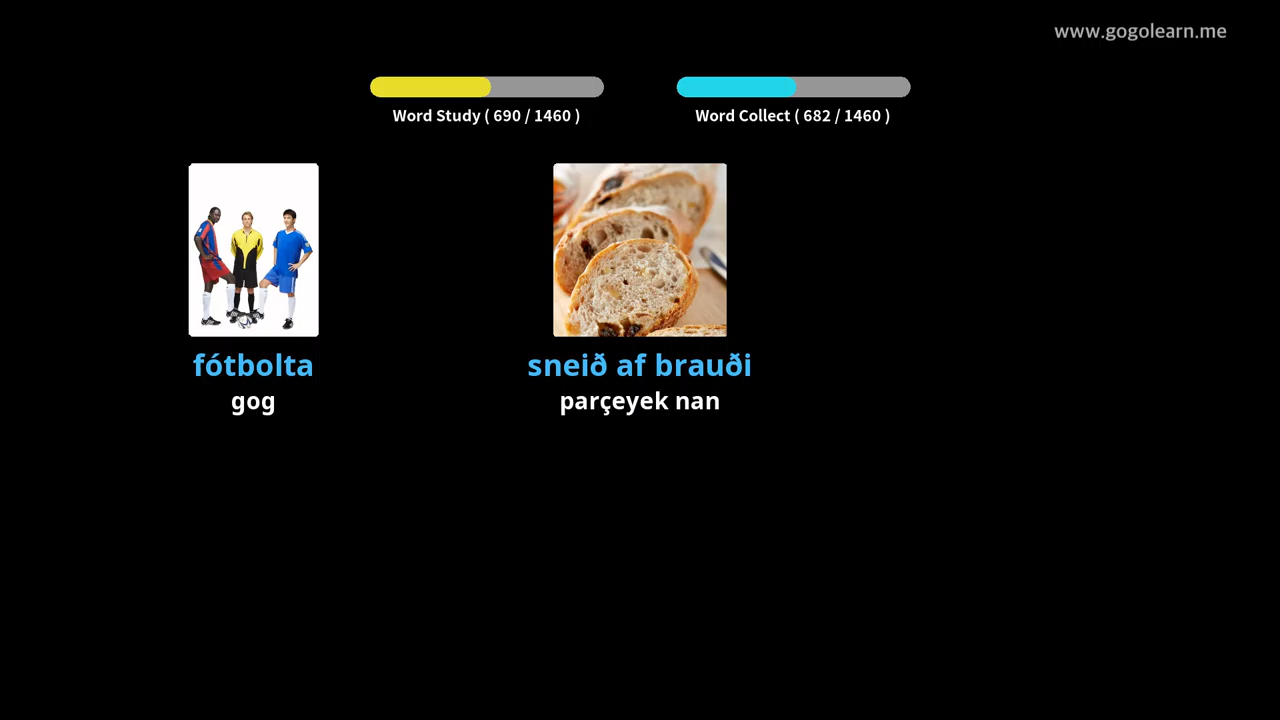 www.gogolearn.me
Word Study ( 690 / 1460 )
Word Collect ( 682 / 1460 )
fótbolta
gog
sneið af brauði
parçeyek nan